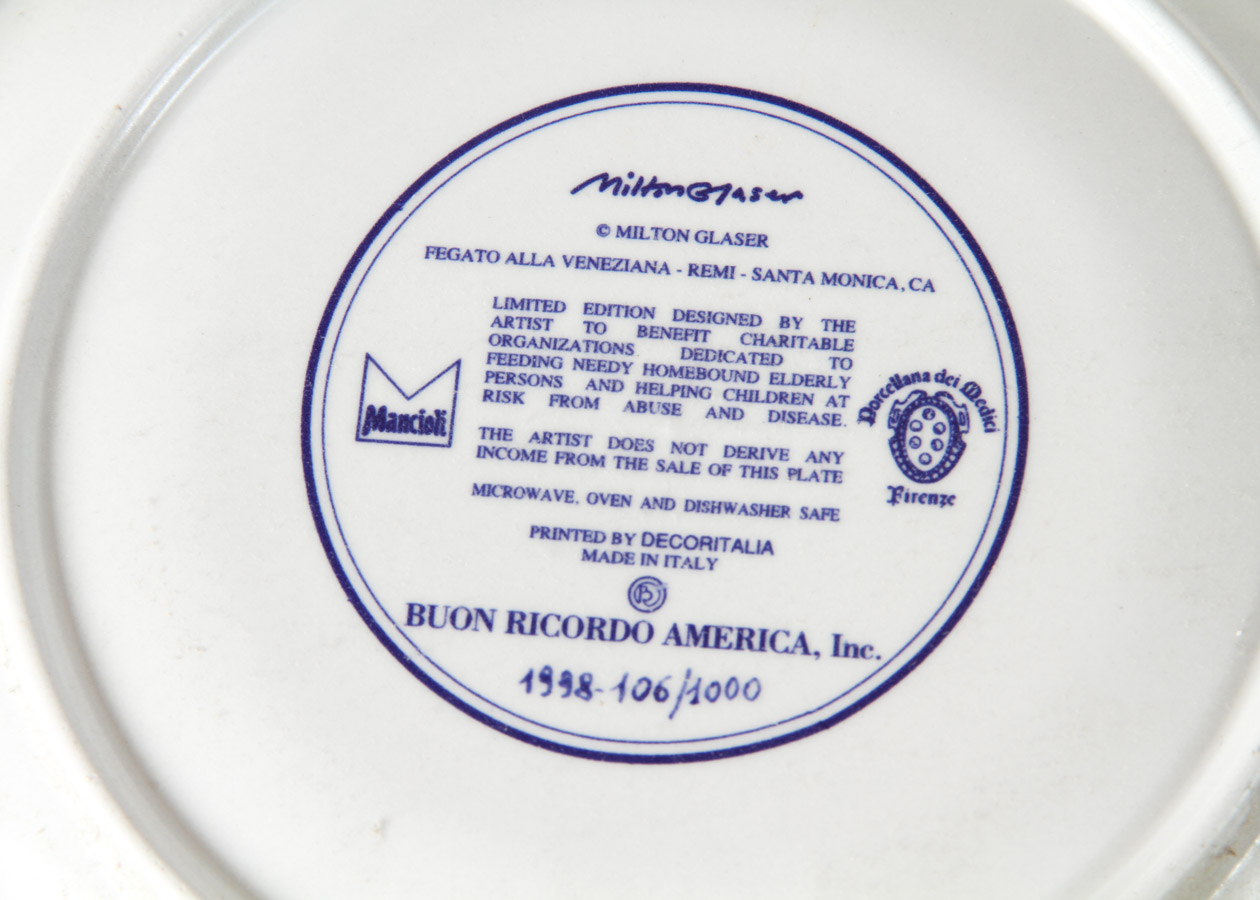 Milton Glaser
© MILTON GLASER
FEGATO ALLA VENEZIANA - REMI - SANTA MONICA, CA
LIMITED EDITION DESIGNED BY THE
ARTIST TO BENEFIT CHARITABLE
ORGANIZATIONS DEDICATED TO
FEEDING NEEDY HOMEBOUND ELDERLY
PERSONS AND HELPING CHILDREN AT
RISK FROM ABUSE AND DISEASE.
Mancioli
Porcellana dei Medici
Firenze
THE ARTIST DOES NOT DERIVE ANY
INCOME FROM THE SALE OF THIS PLATE
MICROWAVE, OVEN AND DISHWASHER SAFE
PRINTED BY DECORITALIA
MADE IN ITALY
BUON RICORDO AMERICA, Inc.
1998-106/1000